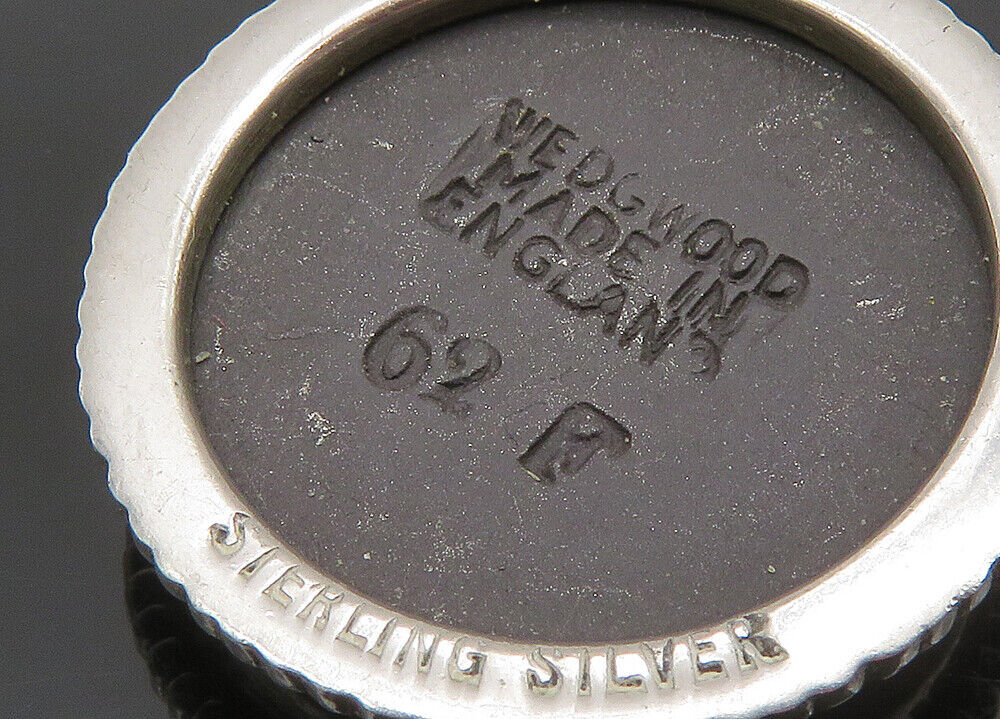 WEDGWOOD
MADE IN
ENGLAND
62 F
STERLING SILVER